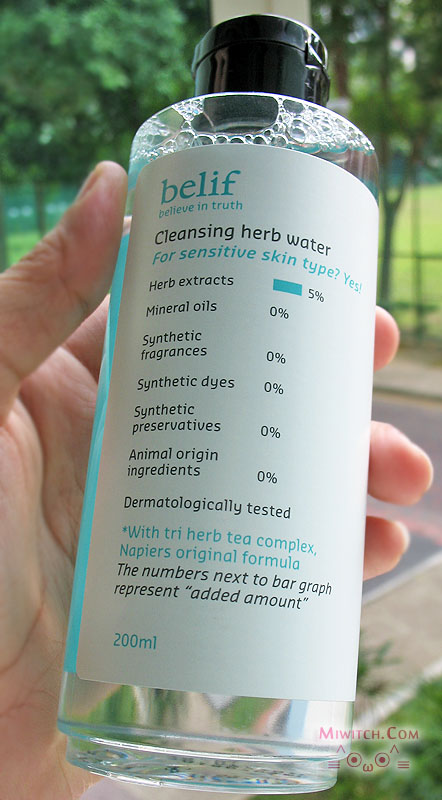 belif
believe in truth
Cleansing herb water
For sensitive skin type? Yes!
Herb extracts 5%
Mineral oils 0%
Synthetic
fragrances 0%
Synthetic dyes 0%
Synthetic
preservatives 0%
Animal origin
ingredients 0%
Dermatologically tested
*With tri herb tea complex,
Napiers original formula
The numbers next to bar graph
represent “added amount”
200ml
Miwitch.Com